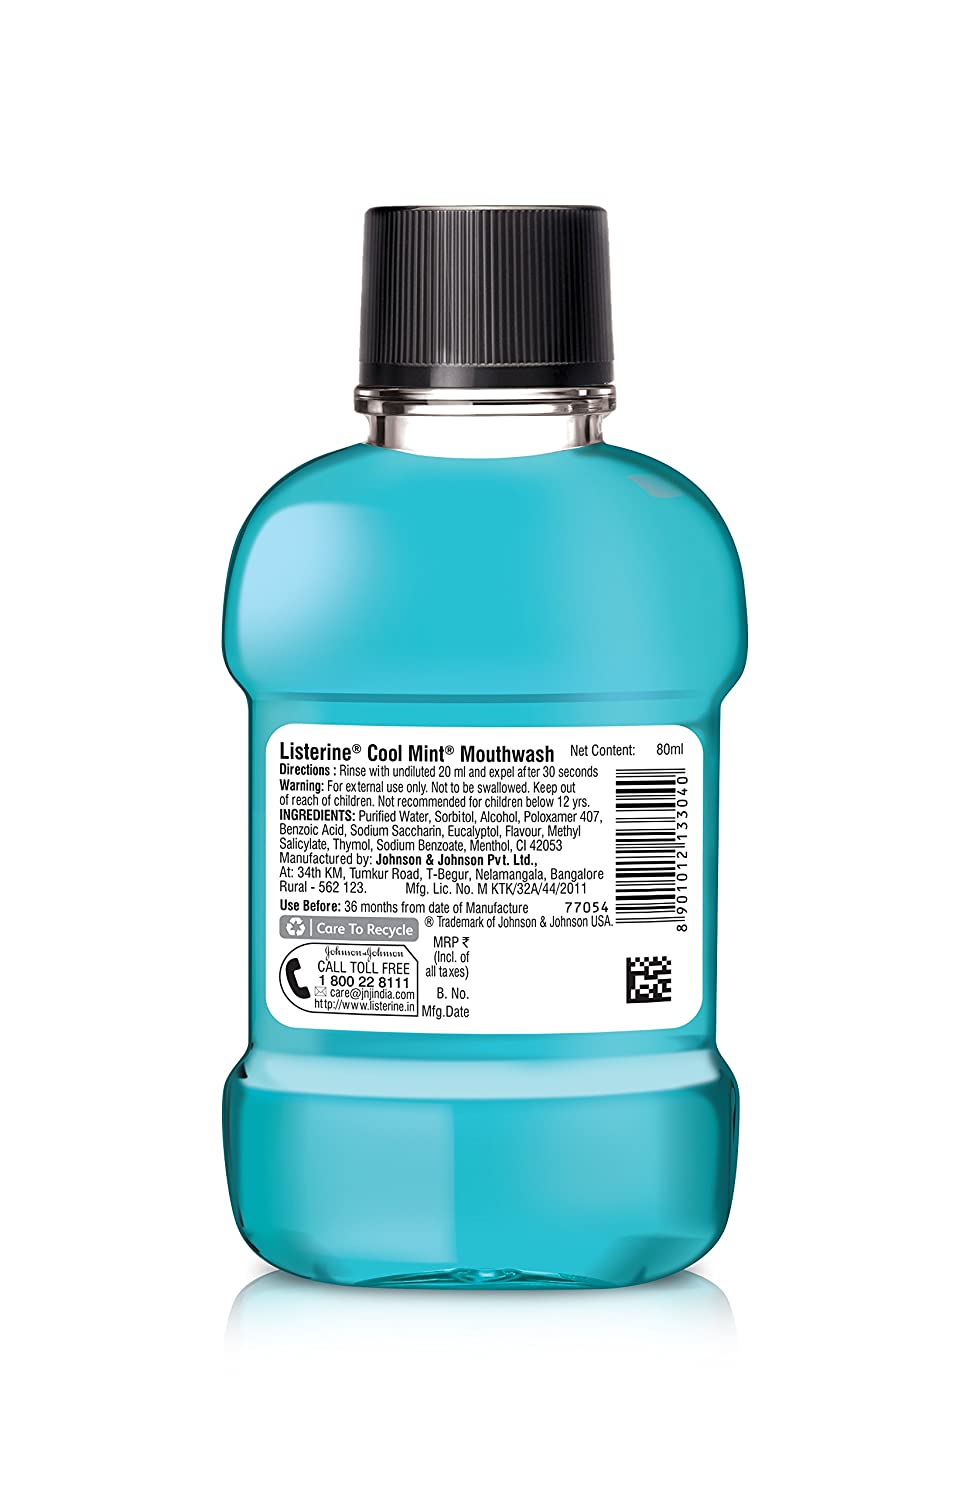 Listerine® Cool Mint® Mouthwash Net Content: 80ml
Directions : Rinse with undiluted 20 ml and expel after 30 seconds
Warning: For external use only. Not to be swallowed. Keep out
of reach of children. Not recommended for children below 12 yrs.
INGREDIENTS: Purified Water, Sorbitol, Alcohol, Poloxamer 407,
Benzoic Acid, Sodium Saccharin, Eucalyptol, Flavour, Methyl
Salicylate, Thymol, Sodium Benzoate, Menthol, CI 42053
Manufactured by: Johnson & Johnson Pvt. Ltd.,
At: 34th KM, Tumkur Road, T-Begur, Nelamangala, Bangalore
Rural - 562 123. Mfg. Lic. No. M KTK/32A/44/2011
Use Before: 36 months from date of Manufacture 77054
® Trademark of Johnson & Johnson USA.
Care To Recycle
Johnson & Johnson
CALL TOLL FREE
1 800 22 8111
care@jnjindia.com
http://www.listerine.in
MRP ₹
(Incl. of
all taxes)
B. No.
Mfg.Date
8 901012 133040